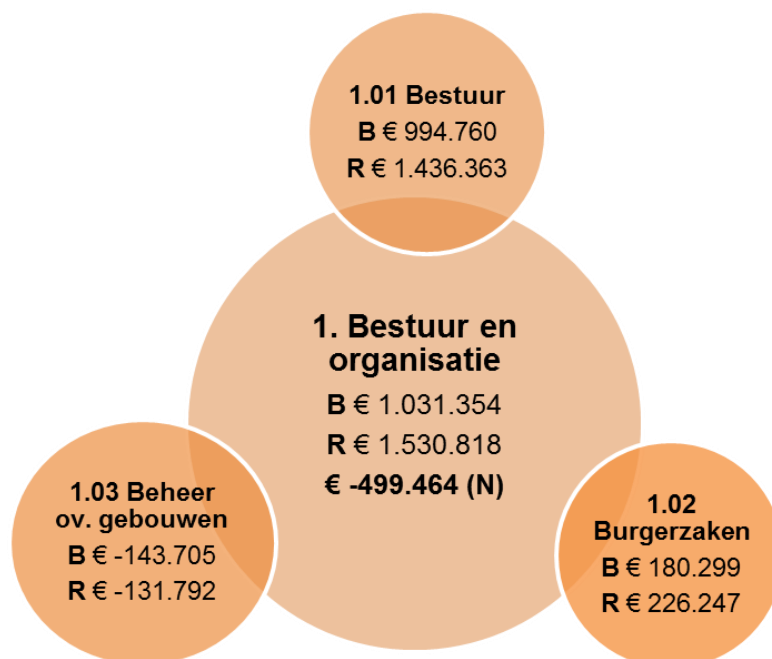 1.01 Bestuur
B € 994.760
R € 1.436.363
1. Bestuur en
organisatie
B € 1.031.354
R € 1.530.818
€ -499.464 (N)
1.03 Beheer
ov. gebouwen
B € -143.705
R € -131.792
1.02
Burgerzaken
B € 180.299
R € 226.247